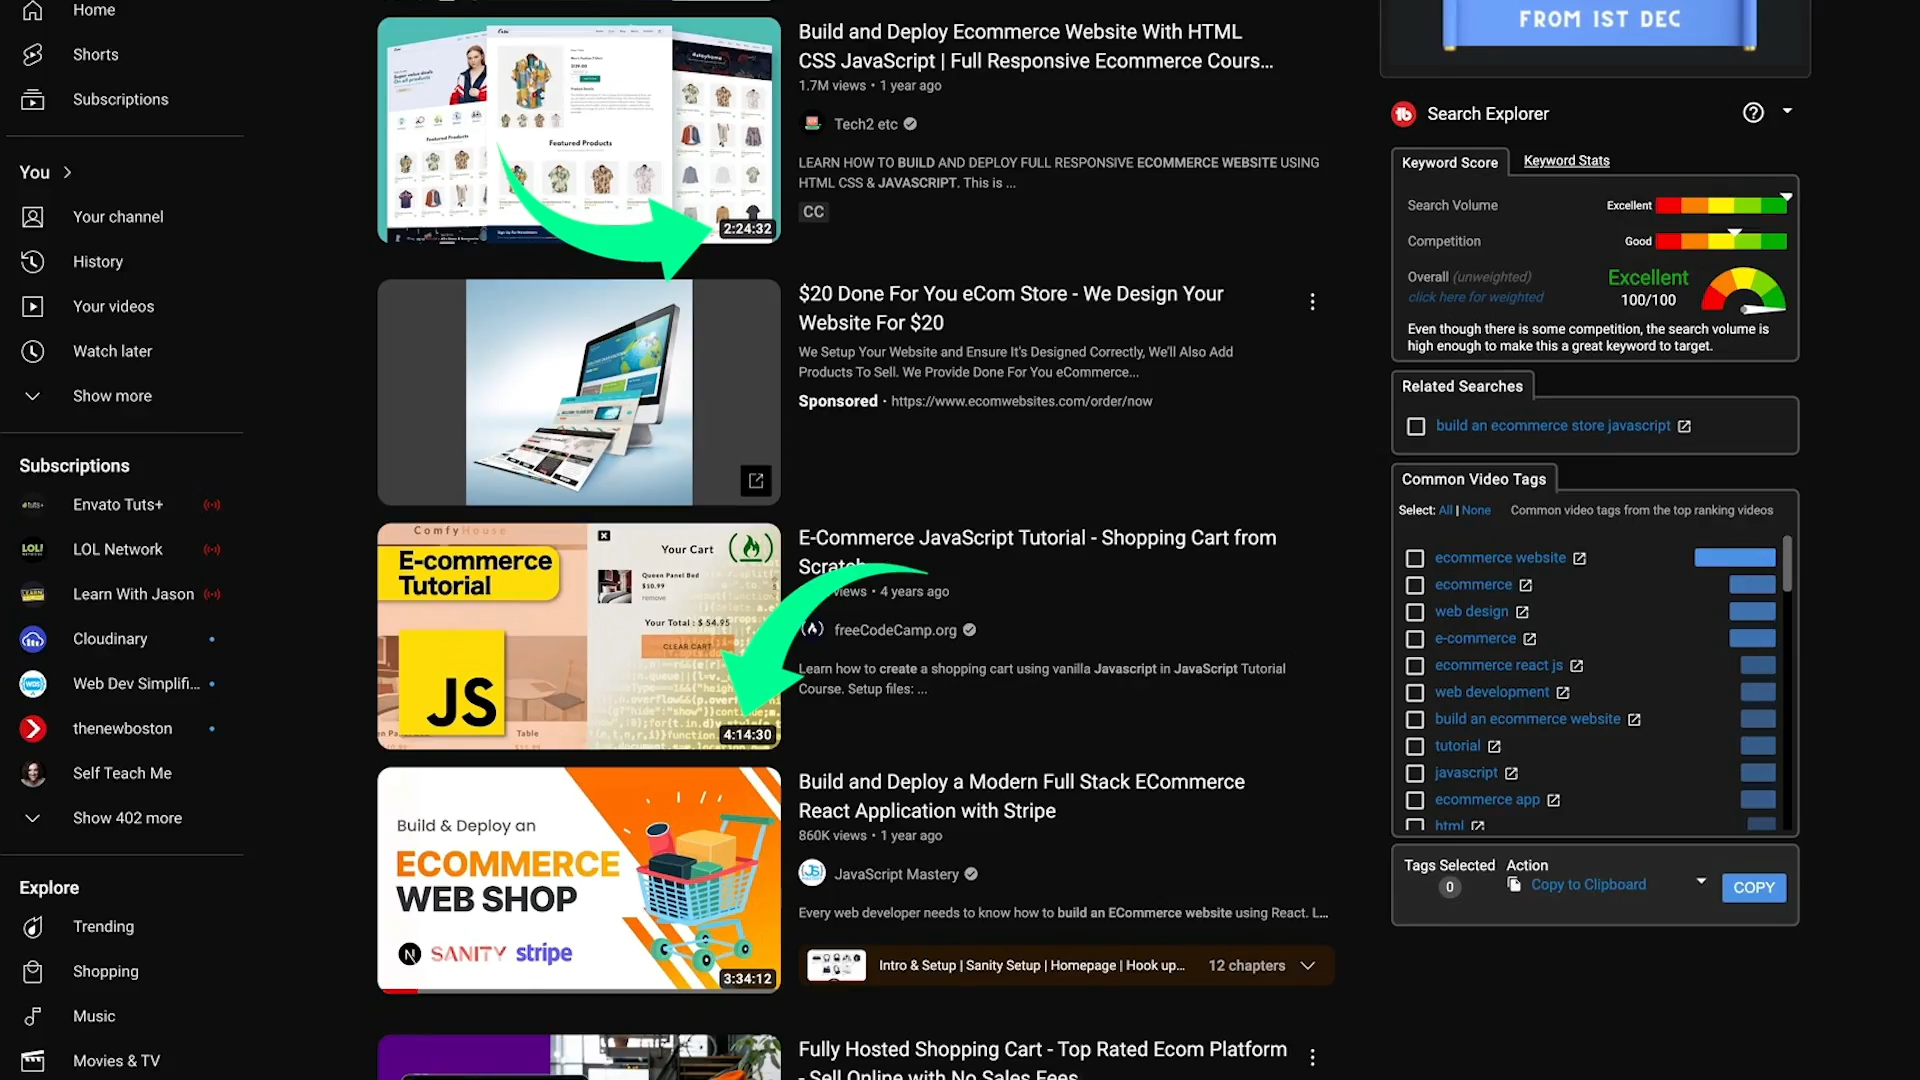 Home
Shorts
Subscriptions
You
Your channel
History
Your videos
Watch later
Show more
Subscriptions
Envato Tuts+
LOL Network
Learn With Jason
Cloudinary
Web Dev Simplifi...
thenewboston
Self Teach Me
Show 402 more
Explore
Trending
Shopping
Music
Movies & TV
Featured Products
2:24:32
Build and Deploy Ecommerce Website With HTML
CSS JavaScript | Full Responsive Ecommerce Cours...
1.7M views • 1 year ago
Tech2 etc
LEARN HOW TO BUILD AND DEPLOY FULL RESPONSIVE ECOMMERCE WEBSITE USING
HTML CSS & JAVASCRIPT. This is ...
CC
$20 Done For You eCom Store - We Design Your
Website For $20
We Setup Your Website and Ensure It's Designed Correctly, We'll Also Add
Products To Sell. We Provide Done For You eCommerce...
Sponsored · https://www.ecomwebsites.com/order/now
ComfyHouse
E-commerce
Tutorial
JS
Your Cart
Queen Panel Bed
$10.99
remove
Your Total : $ 54.95
CLEAR CART
Table
4:14:30
E-Commerce JavaScript Tutorial - Shopping Cart from
Scratch
views • 4 years ago
freeCodeCamp.org
Learn how to create a shopping cart using vanilla Javascript in JavaScript Tutorial
Course. Setup files: ...
Build & Deploy an
ECOMMERCE
WEB SHOP
N SANITY stripe
3:34:12
Build and Deploy a Modern Full Stack ECommerce
React Application with Stripe
860K views • 1 year ago
JavaScript Mastery
Every web developer needs to know how to build an ECommerce website using React. L...
Intro & Setup | Sanity Setup | Homepage | Hook up... 12 chapters
Fully Hosted Shopping Cart - Top Rated Ecom Platform
- Sell Online with No Sales Fees
FROM 1ST DEC
Search Explorer
Keyword Score Keyword Stats
Search Volume Excellent
Competition Good
Overall (unweighted) Excellent
click here for weighted 100/100
Even though there is some competition, the search volume is
high enough to make this a great keyword to target.
Related Searches
build an ecommerce store javascript
Common Video Tags
Select: All | None Common video tags from the top ranking videos
ecommerce website
ecommerce
web design
e-commerce
ecommerce react js
web development
build an ecommerce website
tutorial
javascript
ecommerce app
html
Tags Selected Action
0 Copy to Clipboard COPY